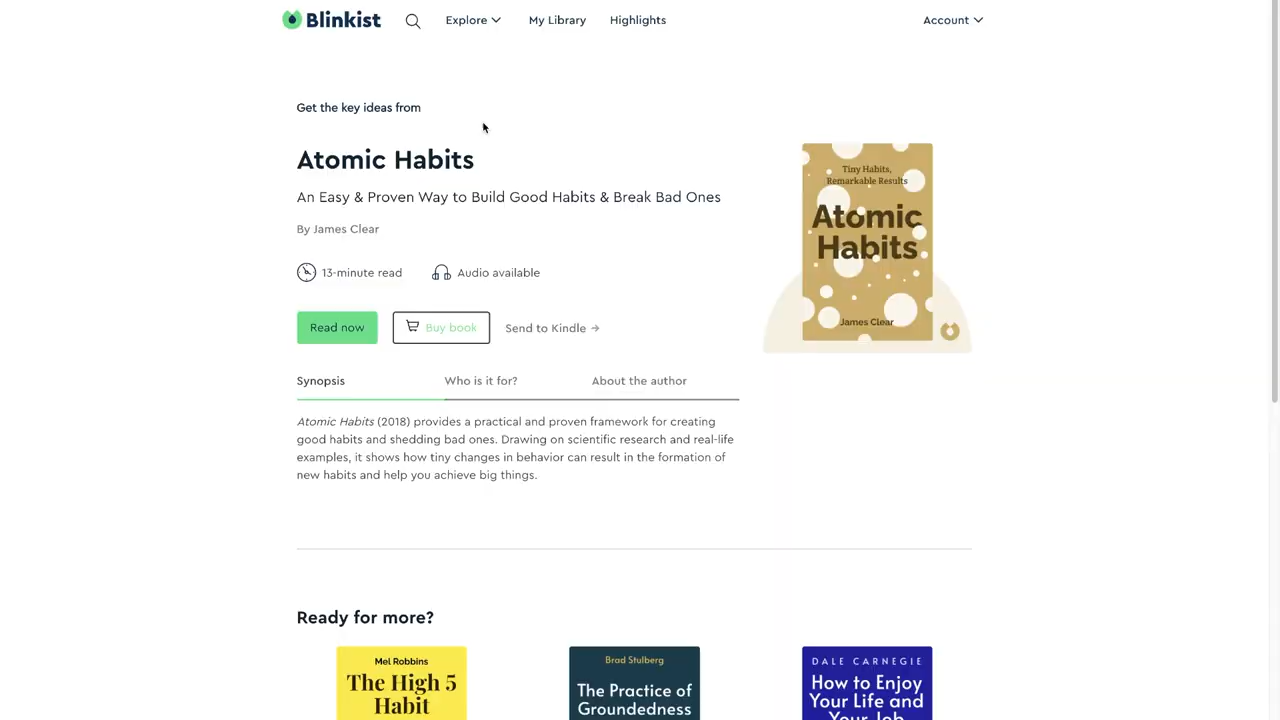 Blinkist
Explore
My Library
Highlights
Account
Get the key ideas from
Atomic Habits
An Easy & Proven Way to Build Good Habits & Break Bad Ones
By James Clear
13-minute read
Audio available
Read now
Buy book
Send to Kindle →
Synopsis
Who is it for?
About the author
Atomic Habits (2018) provides a practical and proven framework for creating
good habits and shedding bad ones. Drawing on scientific research and real-life
examples, it shows how tiny changes in behavior can result in the formation of
new habits and help you achieve big things.
Tiny Habits,
Remarkable Results
Atomic
Habits
James Clear
Ready for more?
Mel Robbins
The High 5
Habit
Brad Stulberg
The Practice of
Groundedness
DALE CARNEGIE
How to Enjoy
Your Life and
Your Job